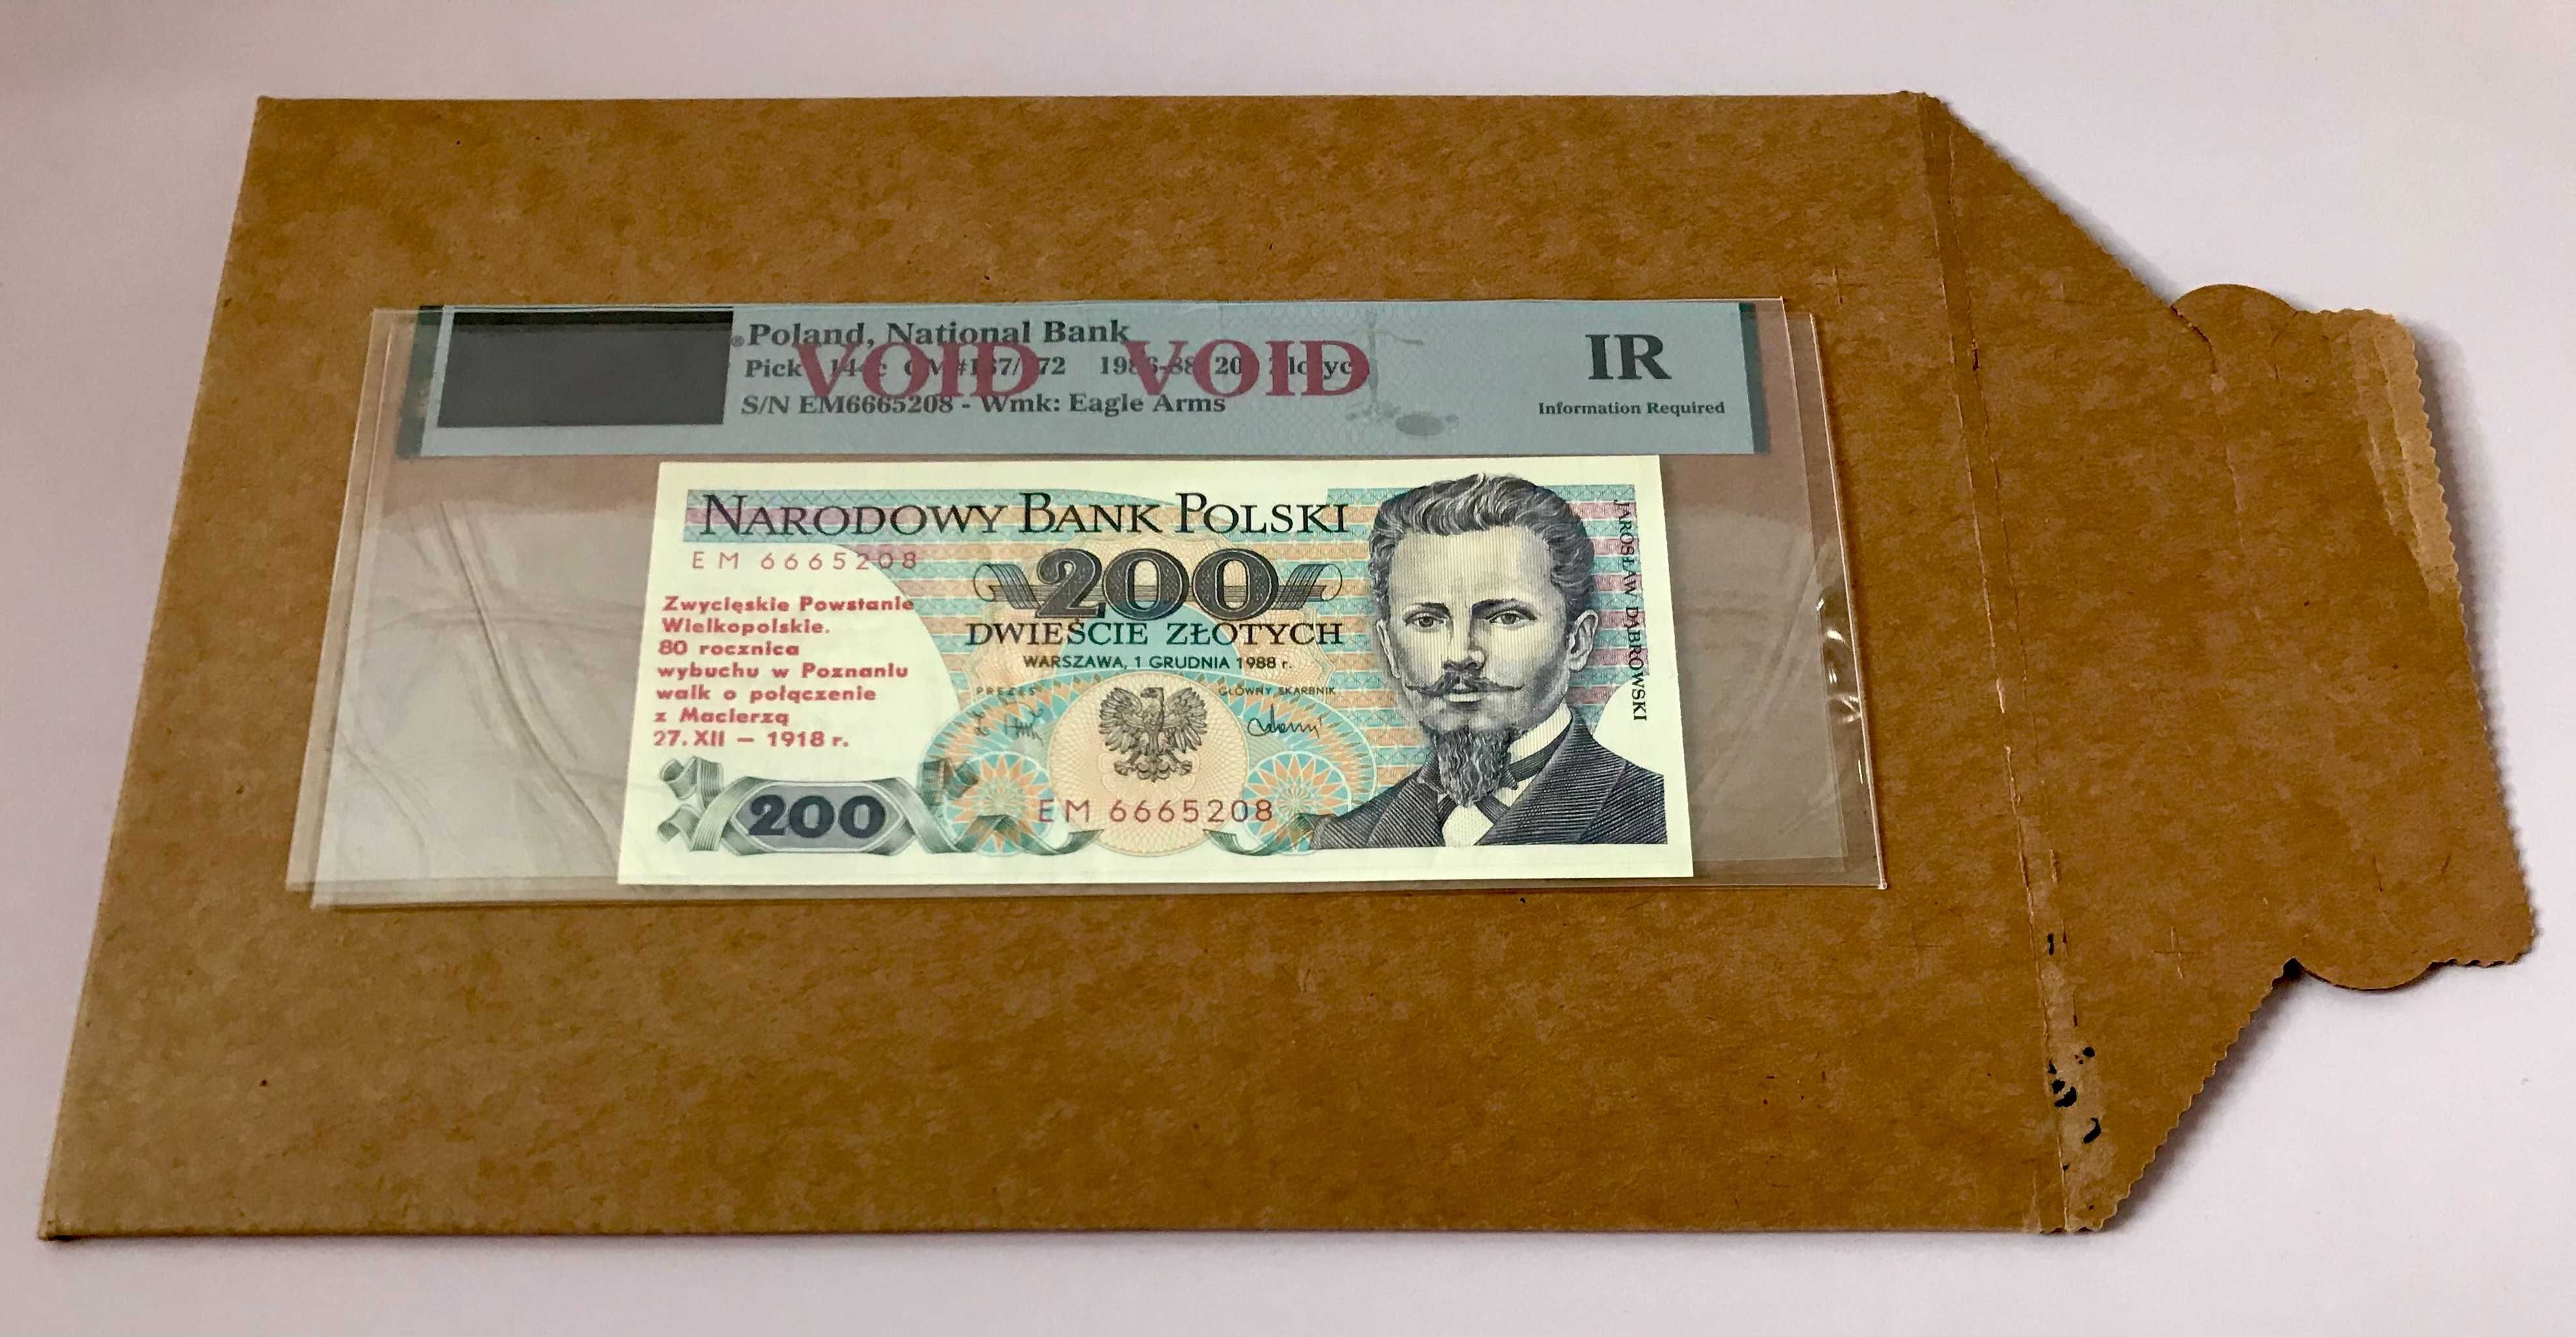 ® Poland, National Bank
VOID VOID
S/N EM6665208 - Wmk: Eagle Arms
IR
Information Required
NARODOWY BANK POLSKI
EM 6665208
200
DWIEŚCIE ZŁOTYCH
WARSZAWA, 1 GRUDNIA 1988 r.
PREZES
GŁÓWNY SKARBNIK
Zwycięskie Powstanie
Wielkopolskie.
80 rocznica
wybuchu w Poznaniu
walk o połączenie
z Macierzą
27. XII – 1918 r.
200
EM 6665208
JAROSŁAW DĄBROWSKI